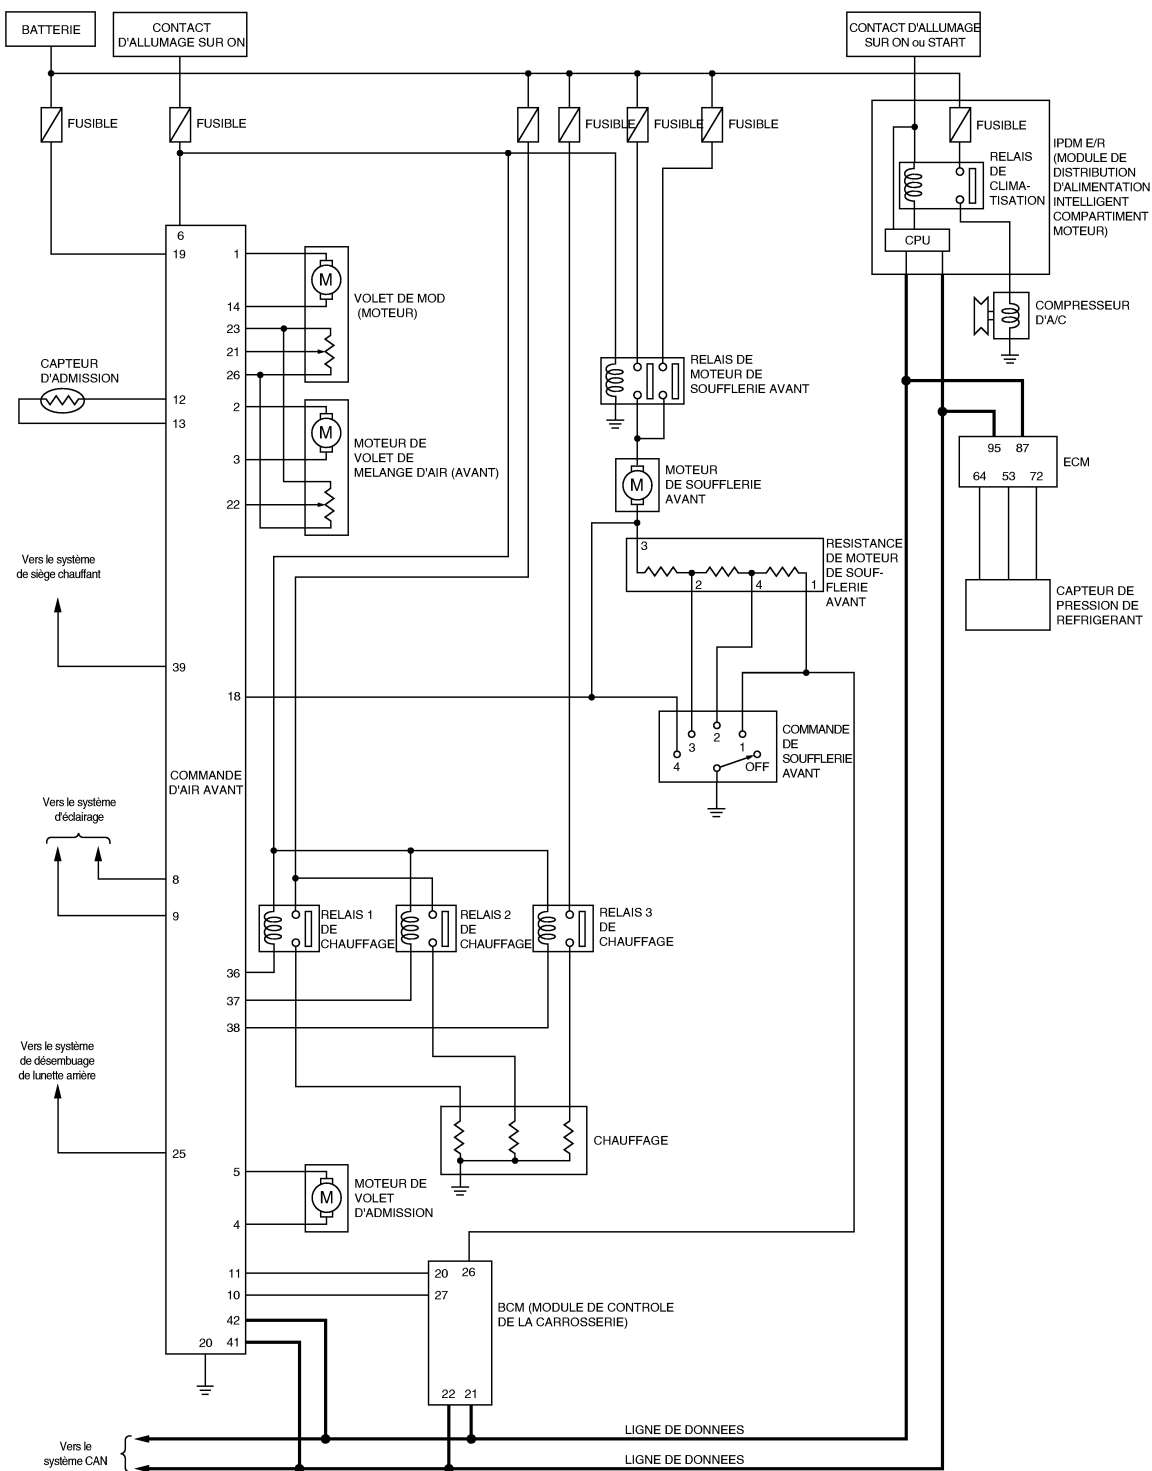 BATTERIE
CONTACT
D'ALLUMAGE SUR ON
CONTACT D'ALLUMAGE
SUR ON ou START
FUSIBLE
FUSIBLE
FUSIBLE
FUSIBLE
FUSIBLE
FUSIBLE
IPDM E/R
(MODULE DE
DISTRIBUTION
D'ALIMENTATION
INTELLIGENT
COMPARTIMENT
MOTEUR)
RELAIS
DE
CLIMA-
TISATION
CPU
COMPRESSEUR
D'A/C
6
19
1
14
23
21
26
M
VOLET DE MOD
(MOTEUR)
CAPTEUR
D'ADMISSION
12
13
2
3
22
M
MOTEUR DE
VOLET DE
MELANGE D'AIR (AVANT)
RELAIS DE
MOTEUR DE
SOUFFLERIE AVANT
M
MOTEUR
DE SOUFFLERIE
AVANT
95 87
64 53 72
ECM
CAPTEUR DE
PRESSION DE
REFRIGERANT
3
2
4
1
RESISTANCE
DE MOTEUR
DE SOUF-
FLERIE
AVANT
Vers le système
de siège chauffant
39
18
4
3
2
1
OFF
COMMANDE
DE
SOUFFLERIE
AVANT
COMMANDE
D'AIR AVANT
Vers le système
d'éclairage
8
9
RELAIS 1
DE
CHAUFFAGE
RELAIS 2
DE
CHAUFFAGE
RELAIS 3
DE
CHAUFFAGE
36
37
38
Vers le système
de désembuage
de lunette arrière
25
CHAUFFAGE
5
4
M
MOTEUR DE
VOLET
D'ADMISSION
11
10
42
20 41
20 26
27
22 21
BCM (MODULE DE CONTROLE
DE LA CARROSSERIE)
Vers le
système CAN
LIGNE DE DONNEES
LIGNE DE DONNEES